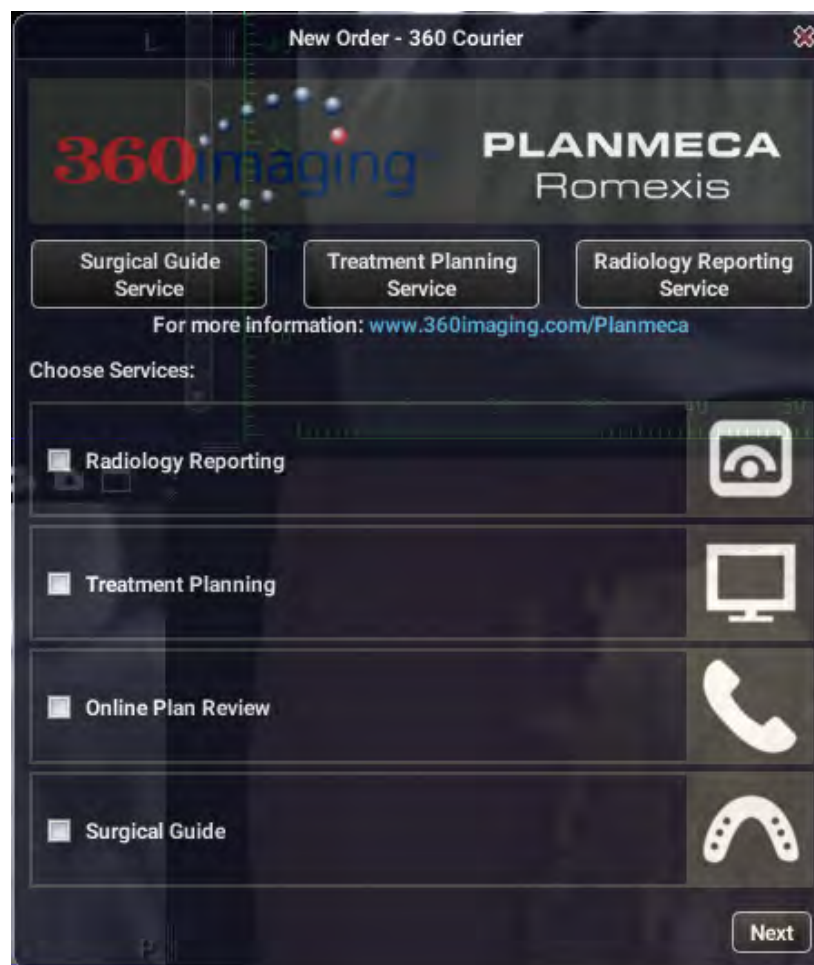 New Order - 360 Courier
360imaging
PLANMECA
Romexis
Surgical Guide
Service
Treatment Planning
Service
Radiology Reporting
Service
For more information: www.360imaging.com/Planmeca
Choose Services:
Radiology Reporting
Treatment Planning
Online Plan Review
Surgical Guide
Next